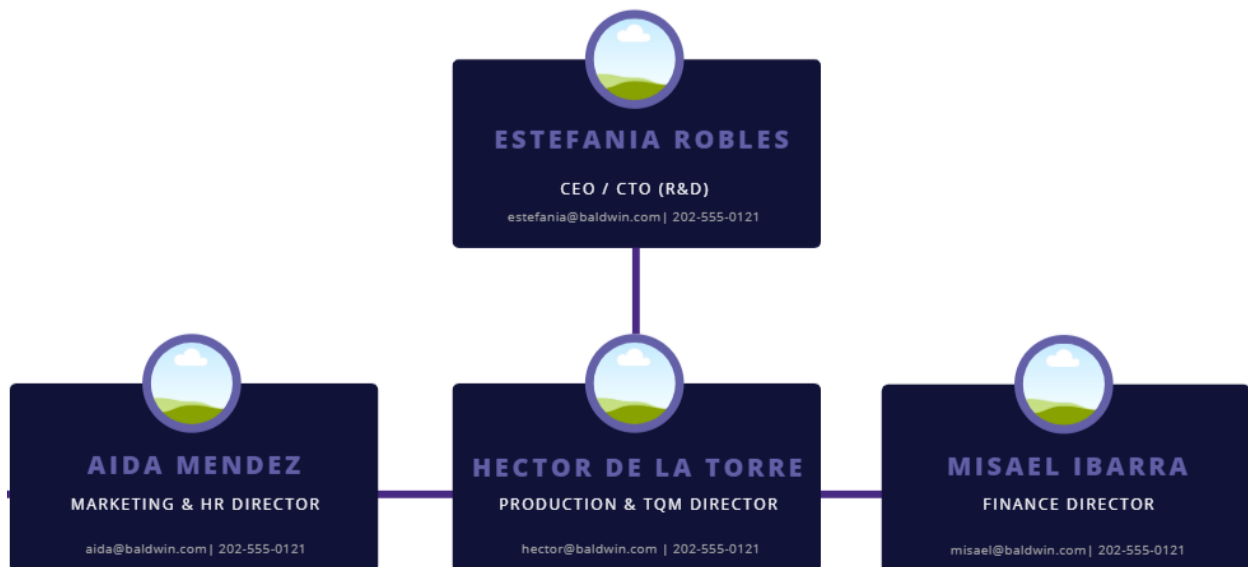 ESTEFANIA ROBLES
CEO / CTO (R&D)
estefania@baldwin.com| 202-555-0121
AIDA MENDEZ
MARKETING & HR DIRECTOR
aida@baldwin.com| 202-555-0121
HECTOR DE LA TORRE
PRODUCTION & TQM DIRECTOR
hector@baldwin.com | 202-555-0121
MISAEL IBARRA
FINANCE DIRECTOR
misael@baldwin.com| 202-555-0121